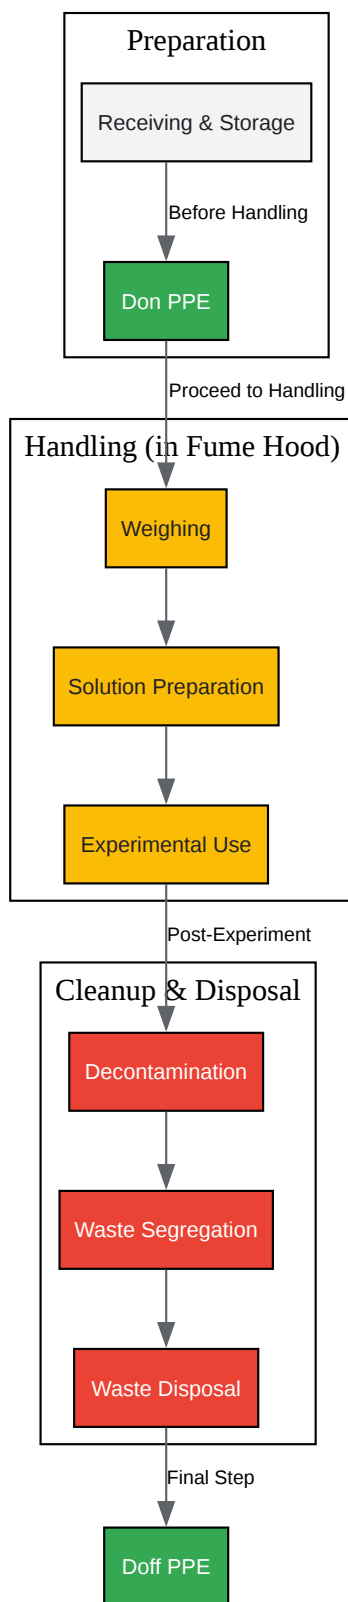 Preparation
Receiving & Storage
Before Handling
Don PPE
Proceed to Handling
Handling (in Fume Hood)
Weighing
Solution Preparation
Experimental Use
Post-Experiment
Cleanup & Disposal
Decontamination
Waste Segregation
Waste Disposal
Final Step
Doff PPE